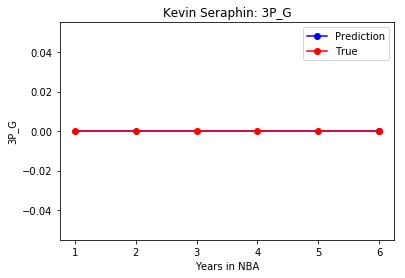 Kevin Seraphin: 3P_G
Prediction
True
0.04
0.02
0.00
−0.02
−0.04
3P_G
1 2 3 4 5 6
Years in NBA